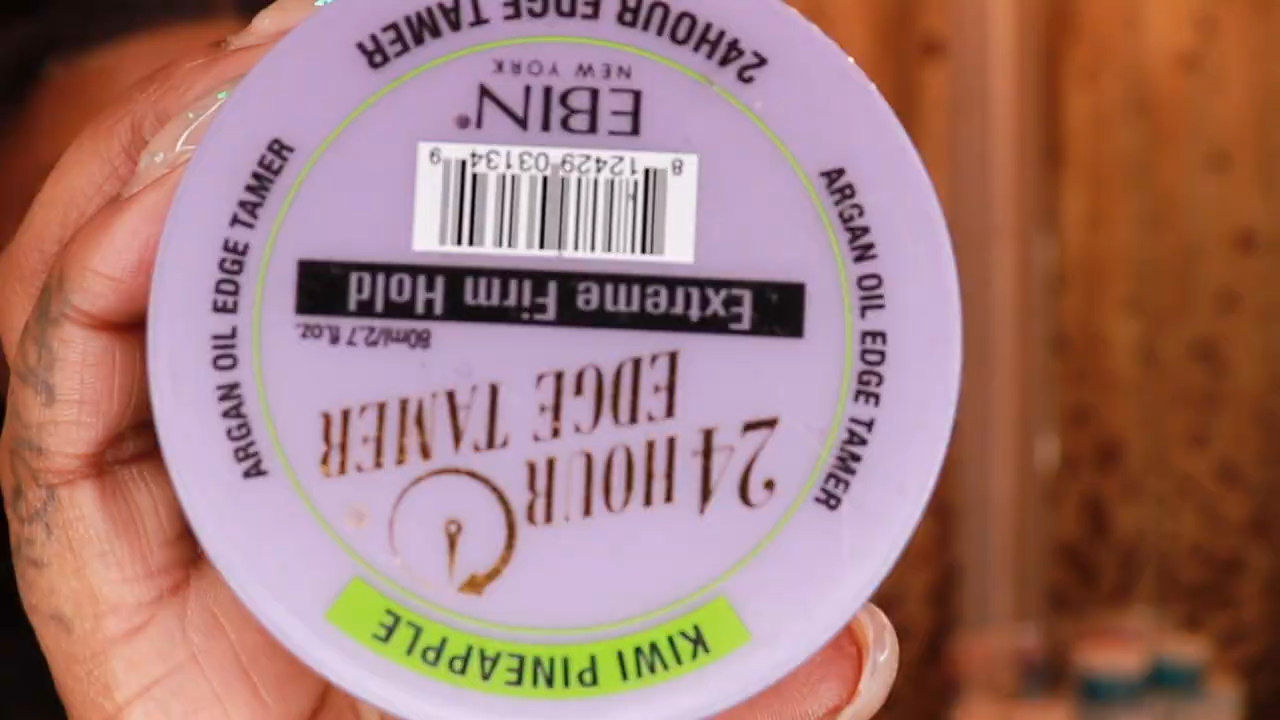 KIWI PINEAPPLE
24 HOUR
EDGE TAMER
80ml/2.7 fl.oz.
Extreme Firm Hold
8 12429 03134 9
EBIN®
NEW YORK
24HOUR EDGE TAMER
ARGAN OIL EDGE TAMER
ARGAN OIL EDGE TAMER